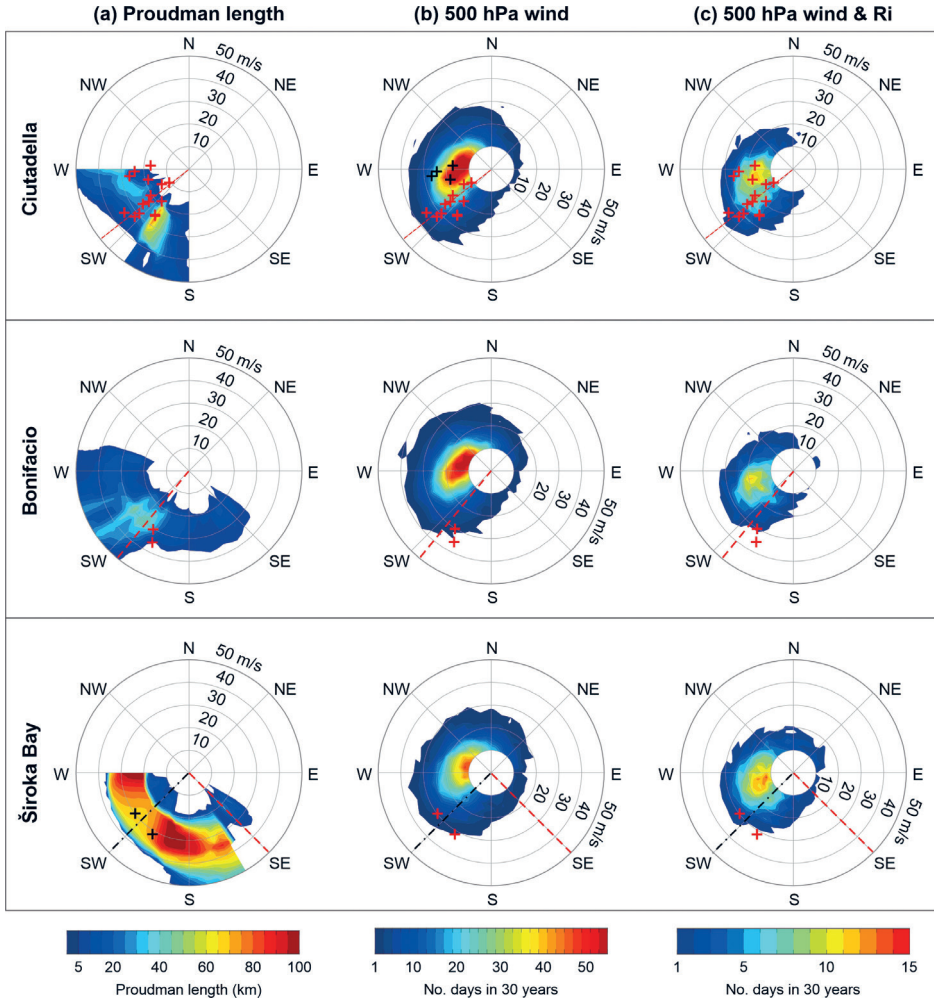 (a) Proudman length (b) 500 hPa wind (c) 500 hPa wind & Ri
Ciutadella
N
NW NE
W E
SW SE
S
50 m/s
40
30
20
10
N
NW NE
W E
SW SE
S
10
20
30
40
50 m/s
N
NW NE
W E
SW SE
S
50 m/s
40
30
20
10
Bonifacio
N
NW NE
W E
SW SE
S
50 m/s
40
30
20
10
N
NW NE
W E
SW SE
S
20
30
40
50 m/s
N
NW NE
W E
SW SE
S
50 m/s
40
30
20
10
Široka Bay
N
NW NE
W E
SW SE
S
50 m/s
40
30
20
10
N
NW NE
W E
SW SE
S
20
30
40
50 m/s
N
NW NE
W E
SW SE
S
10
20
30
40
50 m/s
5 20 40 60 80 100
Proudman length (km)
1 10 20 30 40 50
No. days in 30 years
1 5 10 15
No. days in 30 years